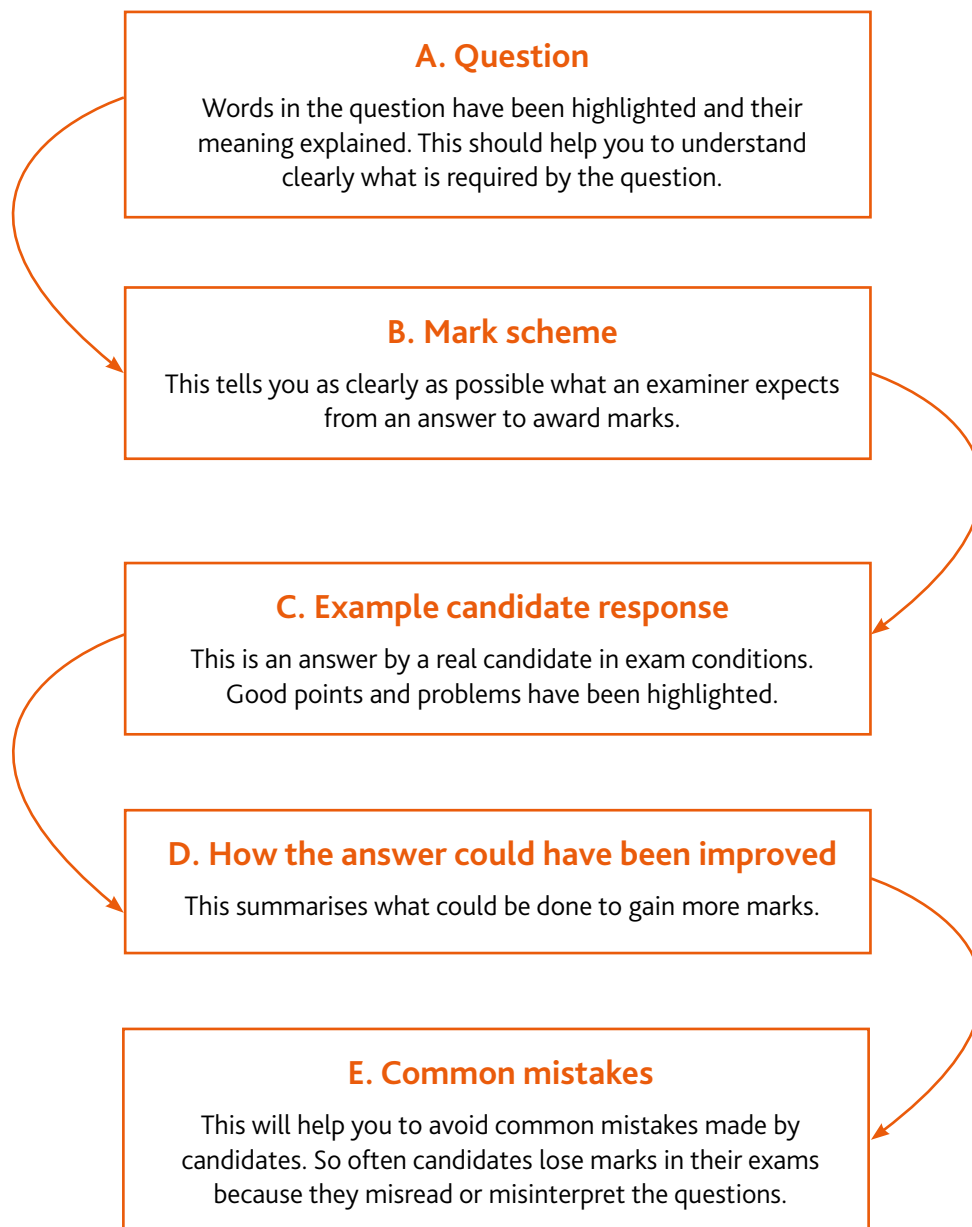 A. Question
Words in the question have been highlighted and their
meaning explained. This should help you to understand
clearly what is required by the question.
B. Mark scheme
This tells you as clearly as possible what an examiner expects
from an answer to award marks.
C. Example candidate response
This is an answer by a real candidate in exam conditions.
Good points and problems have been highlighted.
D. How the answer could have been improved
This summarises what could be done to gain more marks.
E. Common mistakes
This will help you to avoid common mistakes made by
candidates. So often candidates lose marks in their exams
because they misread or misinterpret the questions.